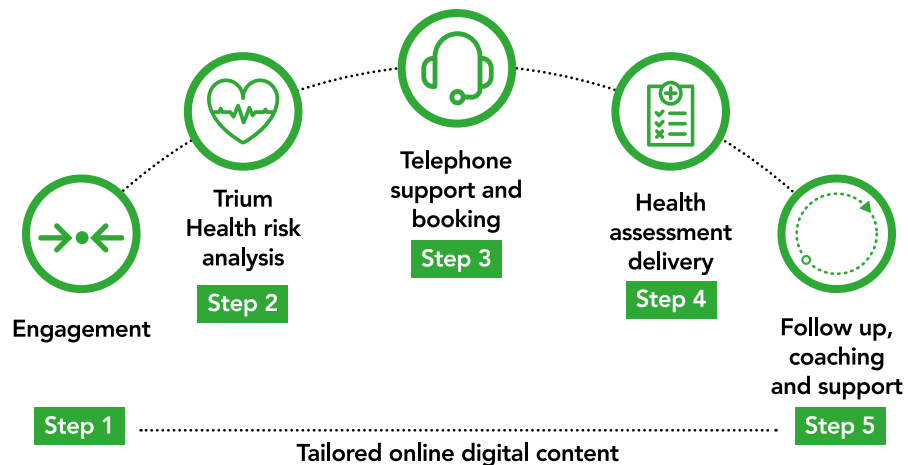 Engagement
Step 1
Trium
Health risk
analysis
Step 2
Telephone
support and
booking
Step 3
Health
assessment
delivery
Step 4
Follow up,
coaching
and support
Step 5
Tailored online digital content